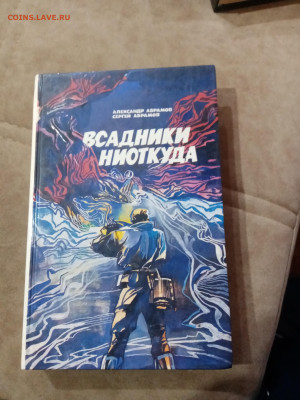 COINS.LAVE.RU
АЛЕКСАНДР АБРАМОВ
СЕРГЕЙ АБРАМОВ
ВСАДНИКИ
НИОТКУДА